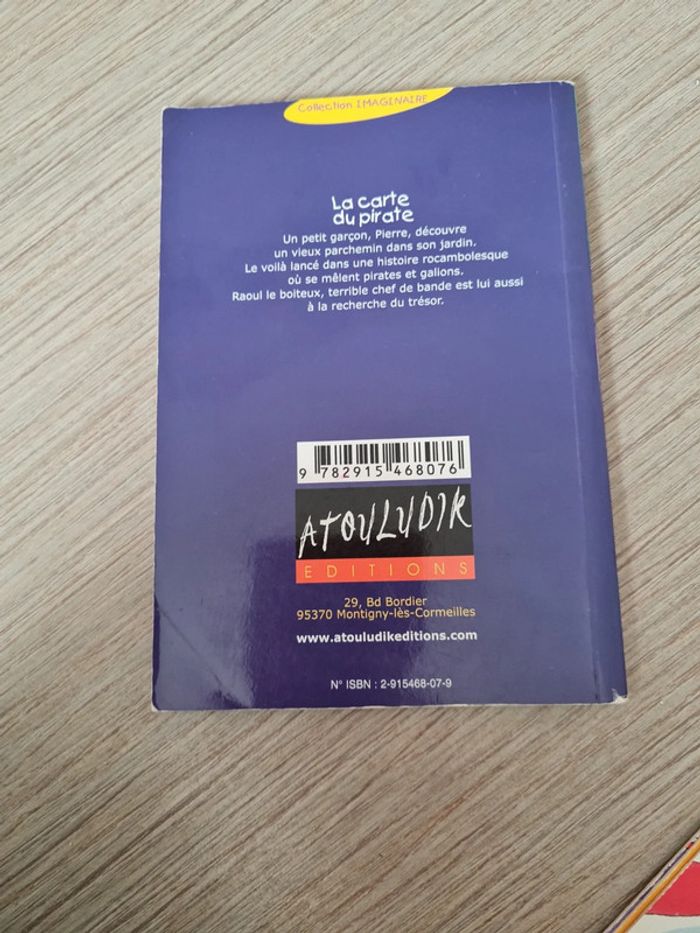 Collection IMAGINAIRE
La carte
du pirate
Un petit garçon, Pierre, découvre
un vieux parchemin dans son jardin.
Le voilà lancé dans une histoire rocambolesque
où se mêlent pirates et galions.
Raoul le boiteux, terrible chef de bande est lui aussi
à la recherche du trésor.
9 782915 468076
ATOULUDIK
EDITIONS
29, Bd Bordier
95370 Montigny-lès-Cormeilles
www.atouludikeditions.com
N° ISBN : 2-915468-07-9